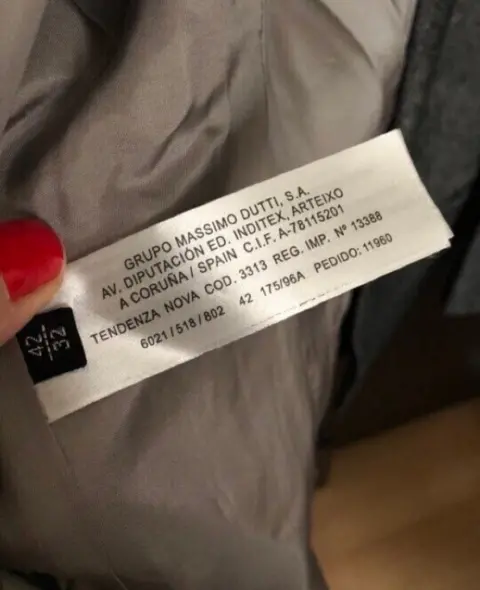 GRUPO MASSIMO DUTTI, S.A.
AV. DIPUTACIÓN ED. INDITEX, ARTEIXO
A CORUÑA / SPAIN C.I.F. A-78115201
TENDENZA NOVA COD. 3313 REG. IMP. Nº 13388
6021/518/802 42 175/96A PEDIDO: 11960
42
32